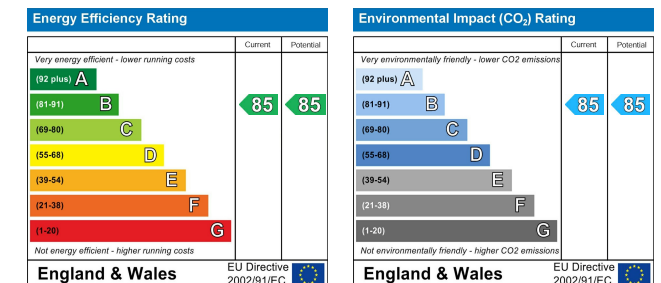 Energy Efficiency Rating
Current Potential
Very energy efficient - lower running costs
(92 plus) A
(81-91) B
85 85
(69-80) C
(55-68) D
(39-54) E
(21-38) F
(1-20) G
Not energy efficient - higher running costs
England & Wales
EU Directive
2002/91/EC
Environmental Impact (CO₂) Rating
Current Potential
Very environmentally friendly - lower CO2 emissions
(92 plus) A
(81-91) B
85 85
(69-80) C
(55-68) D
(39-54) E
(21-38) F
(1-20) G
Not environmentally friendly - higher CO2 emissions
England & Wales
EU Directive
2002/91/EC